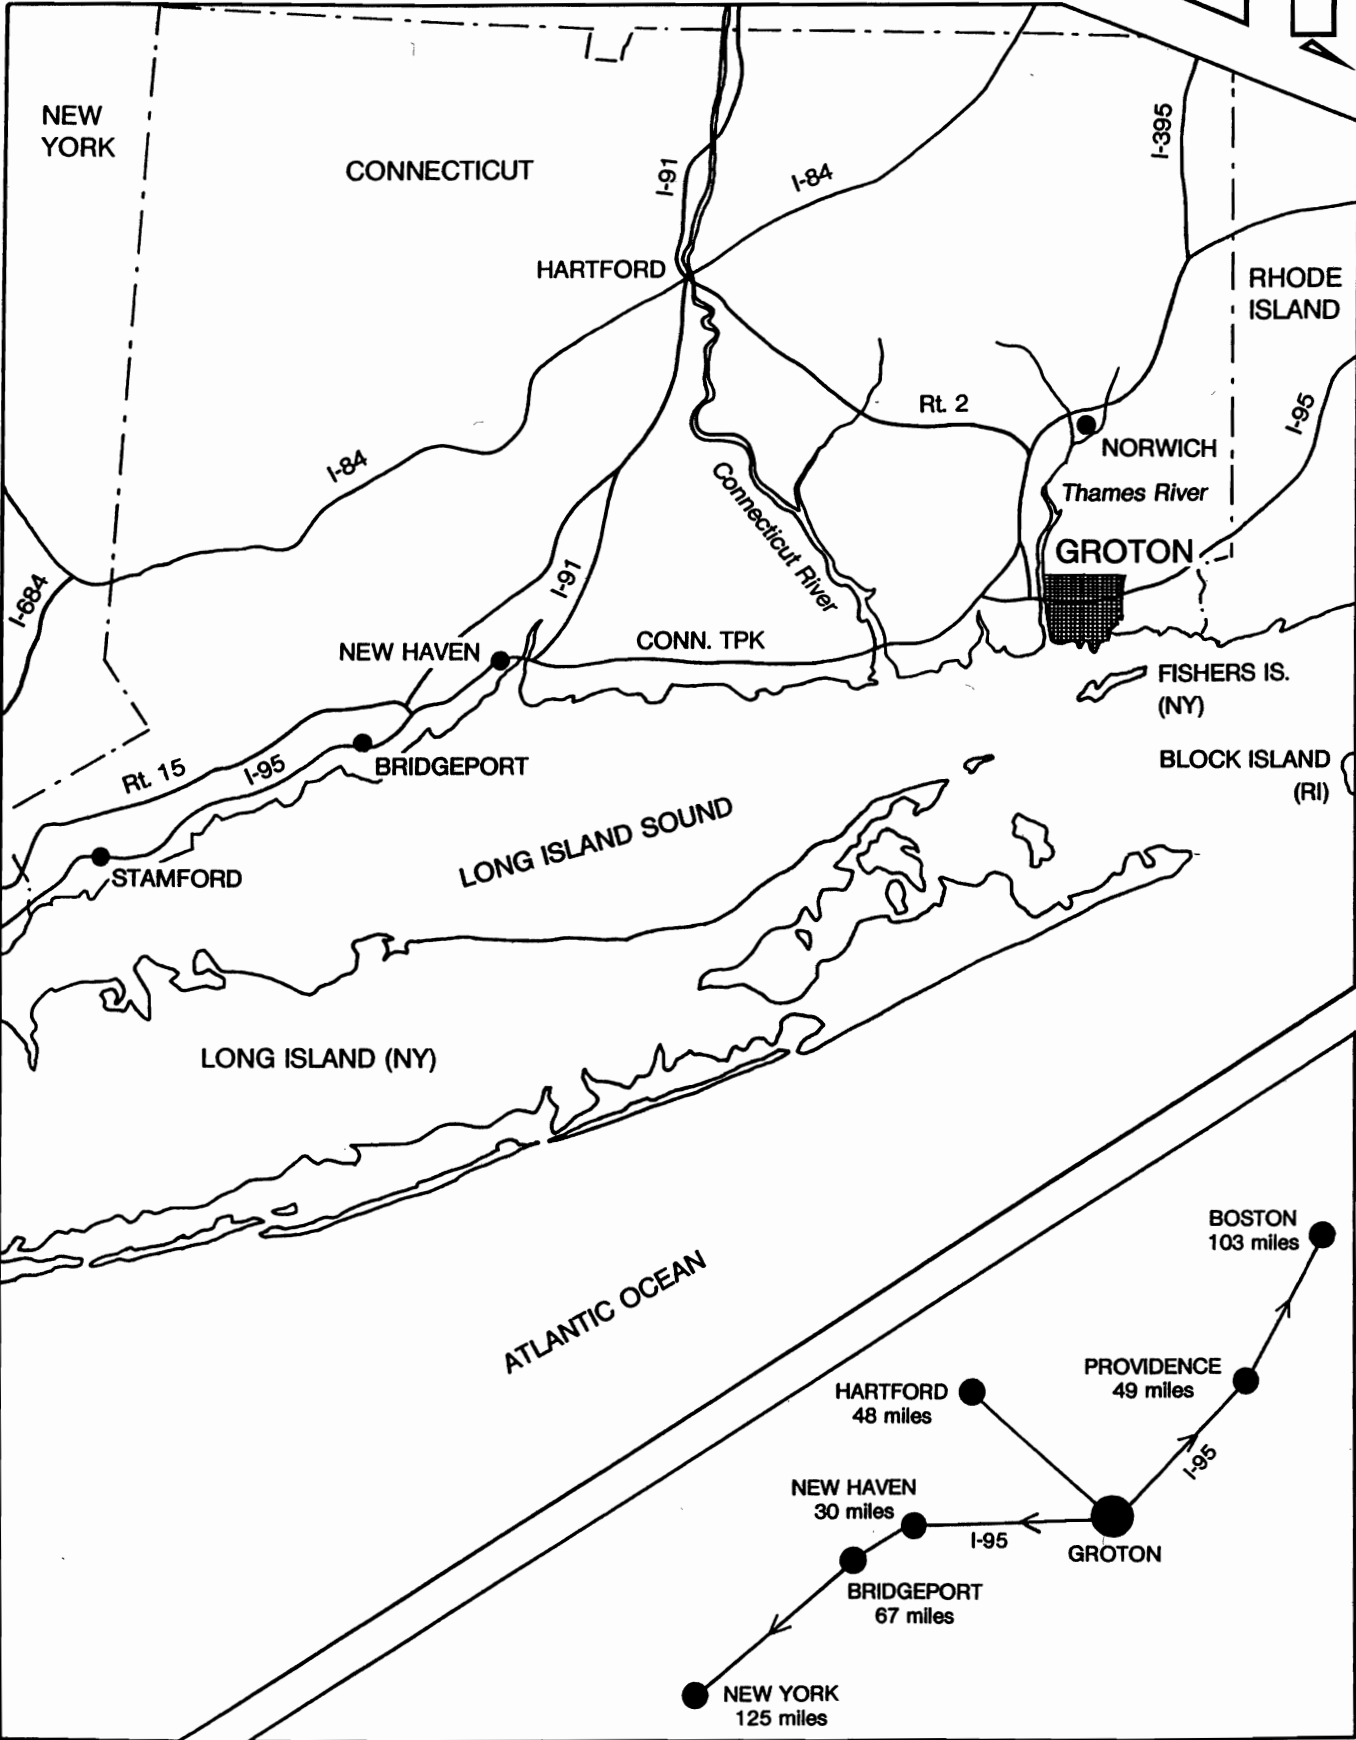 NEW
YORK
CONNECTICUT
I-91
I-84
I-395
HARTFORD
RHODE
ISLAND
Rt. 2
I-95
NORWICH
I-84
Thames River
Connecticut River
GROTON
I-684
I-91
NEW HAVEN
CONN. TPK
FISHERS IS.
(NY)
Rt. 15
I-95
BRIDGEPORT
BLOCK ISLAND
(RI)
LONG ISLAND SOUND
STAMFORD
LONG ISLAND (NY)
ATLANTIC OCEAN
BOSTON
103 miles
PROVIDENCE
49 miles
HARTFORD
48 miles
I-95
NEW HAVEN
30 miles
I-95
GROTON
BRIDGEPORT
67 miles
NEW YORK
125 miles